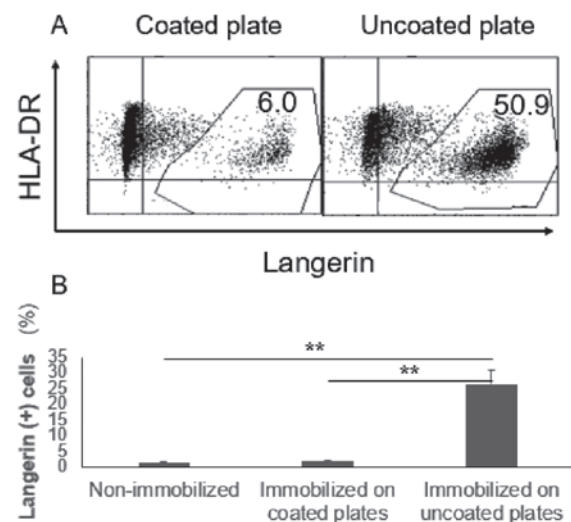 A
Coated plate Uncoated plate
HLA-DR
6.0 50.9
Langerin
B
Langerin (+) cells (%)
35
30
25
20
15
10
5
0
** 
**
Non-immobilized Immobilized on coated plates Immobilized on uncoated plates